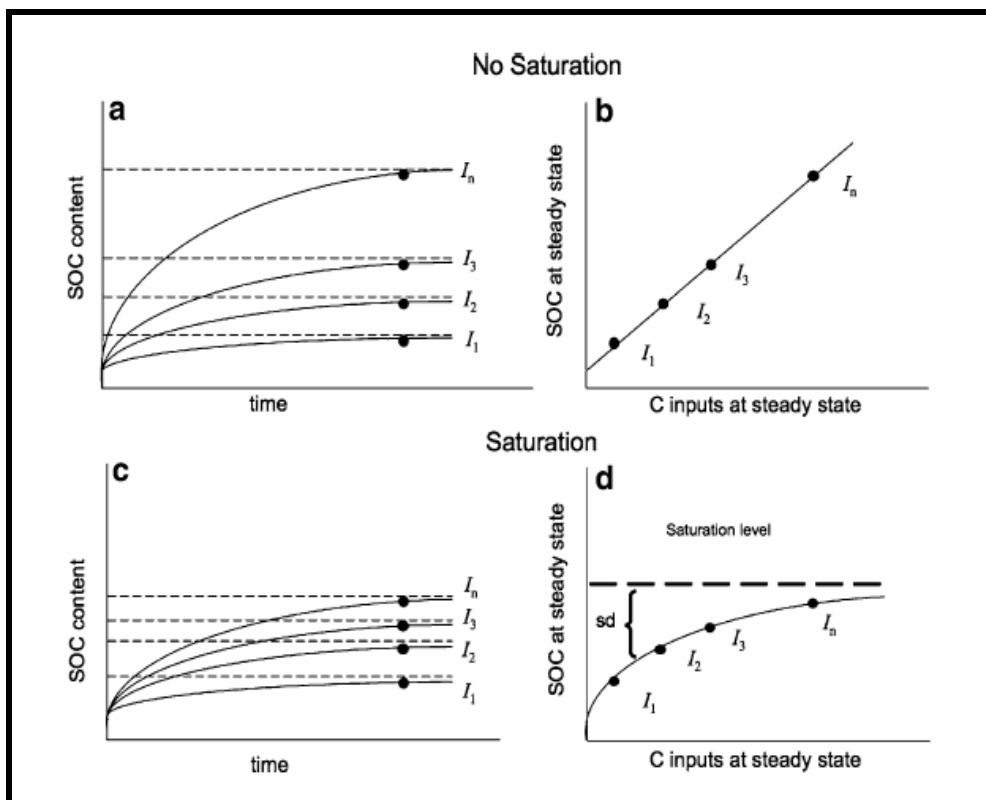 No Saturation
a
SOC content
Iₙ
I₃
I₂
I₁
time
b
SOC at steady state
Iₙ
I₃
I₂
I₁
C inputs at steady state
Saturation
c
SOC content
Iₙ
I₃
I₂
I₁
time
d
SOC at steady state
Saturation level
sd
Iₙ
I₃
I₂
I₁
C inputs at steady state